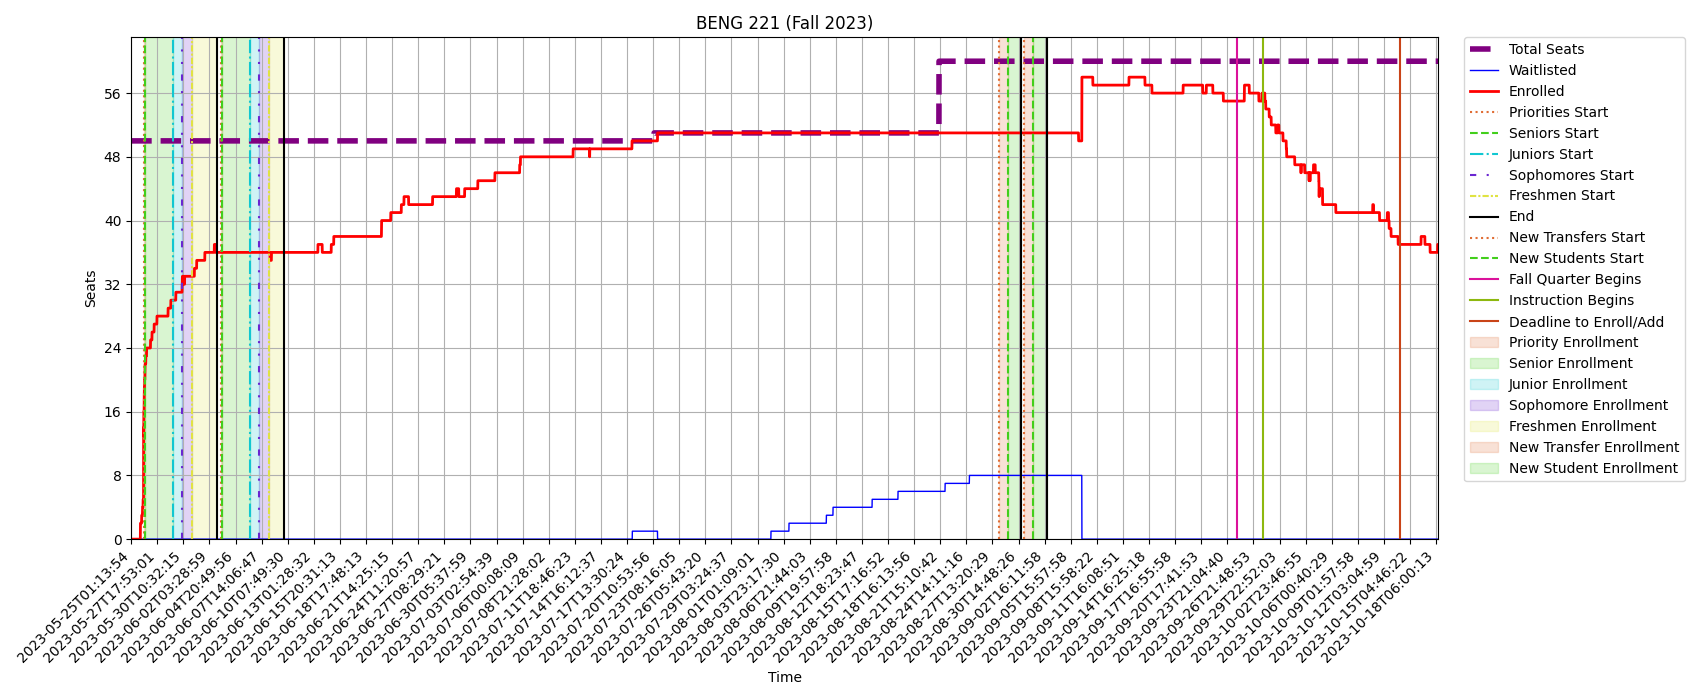 BENG 221 (Fall 2023)
Seats
56
48
40
32
24
16
8
0
2023-05-25T01:13:54
2023-05-27T17:53:01
2023-05-30T10:32:15
2023-06-02T03:28:59
2023-06-04T20:49:56
2023-06-07T14:06:47
2023-06-10T07:49:30
2023-06-13T01:28:32
2023-06-15T20:31:13
2023-06-18T17:48:13
2023-06-21T14:25:15
2023-06-24T11:20:57
2023-06-27T08:29:21
2023-06-30T05:37:59
2023-07-03T02:54:39
2023-07-06T00:08:09
2023-07-08T21:28:02
2023-07-11T18:46:23
2023-07-14T16:12:37
2023-07-17T13:30:24
2023-07-20T10:53:56
2023-07-23T08:16:05
2023-07-26T05:43:20
2023-07-29T03:24:37
2023-08-01T01:09:01
2023-08-03T23:17:30
2023-08-06T21:44:03
2023-08-09T19:57:58
2023-08-12T18:23:47
2023-08-15T17:16:52
2023-08-18T16:13:56
2023-08-21T15:10:42
2023-08-24T14:11:16
2023-08-27T13:20:29
2023-08-30T14:48:26
2023-09-02T16:11:58
2023-09-05T15:57:58
2023-09-08T15:58:22
2023-09-11T16:08:51
2023-09-14T16:25:18
2023-09-17T16:55:58
2023-09-20T17:41:53
2023-09-23T21:04:40
2023-09-26T21:48:53
2023-09-29T22:52:03
2023-10-02T23:46:55
2023-10-06T00:40:29
2023-10-09T01:57:58
2023-10-12T03:04:59
2023-10-15T04:46:22
2023-10-18T06:00:13
Time
Total Seats
Waitlisted
Enrolled
Priorities Start
Seniors Start
Juniors Start
Sophomores Start
Freshmen Start
End
New Transfers Start
New Students Start
Fall Quarter Begins
Instruction Begins
Deadline to Enroll/Add
Priority Enrollment
Senior Enrollment
Junior Enrollment
Sophomore Enrollment
Freshmen Enrollment
New Transfer Enrollment
New Student Enrollment